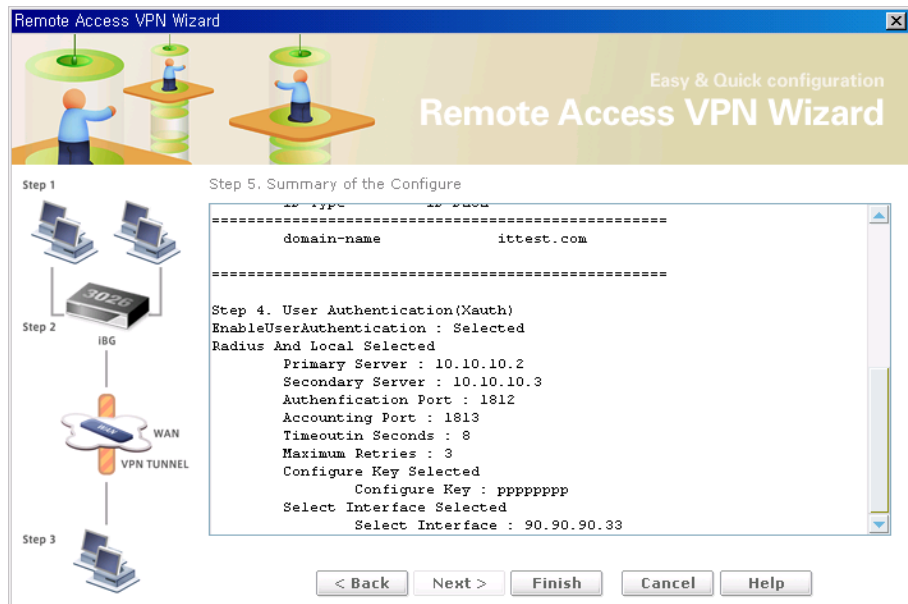 Remote Access VPN Wizard
Easy & Quick configuration
Remote Access VPN Wizard
Step 1
3026
Step 2
iBG
WAN
WAN
VPN TUNNEL
Step 3
Step 5. Summary of the Configure
=================================================
domain-name ittest.com
=================================================
Step 4. User Authentication(Xauth)
EnableUserAuthentication : Selected
Radius And Local Selected
Primary Server : 10.10.10.2
Secondary Server : 10.10.10.3
Authenfication Port : 1812
Accounting Port : 1813
Timeoutin Seconds : 8
Maximum Retries : 3
Configure Key Selected
Configure Key : pppppppp
Select Interface Selected
Select Interface : 90.90.90.33
< Back Next > Finish Cancel Help